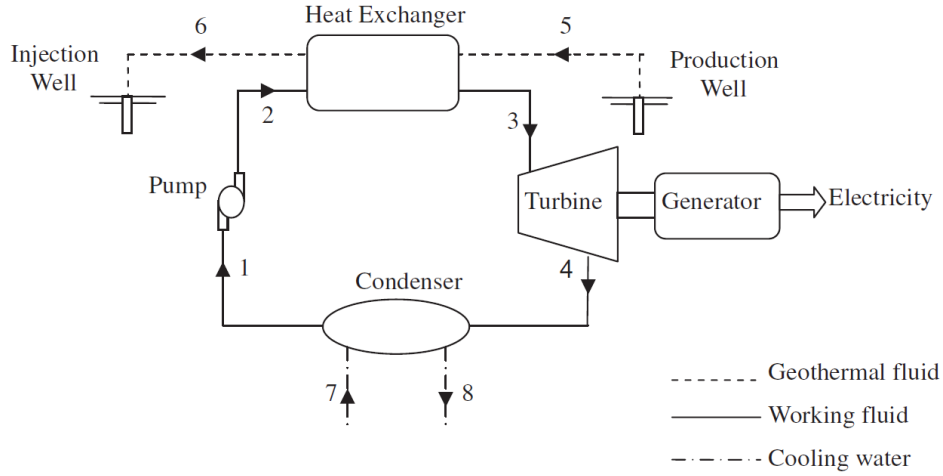 Heat Exchanger
6
5
Injection
Well
Production
Well
2
3
Pump
Turbine
Generator
Electricity
1
4
Condenser
7
8
Geothermal fluid
Working fluid
Cooling water